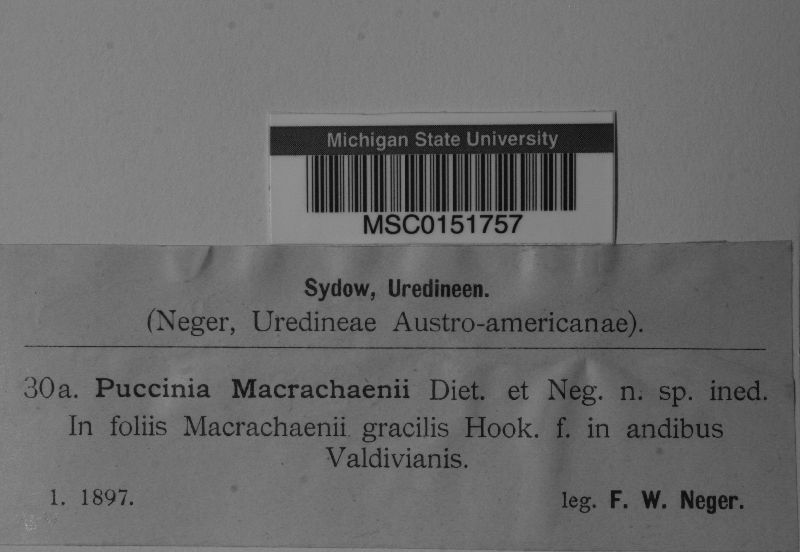 Michigan State University
MSC0151757
Sydow, Uredineen.
(Neger, Uredineae Austro-americanae).
30a. Puccinia Macrachaenii Diet. et Neg. n. sp. ined.
In foliis Macrachaenii gracilis Hook. f. in andibus
Valdivianis.
1. 1897.
leg. F. W. Neger.